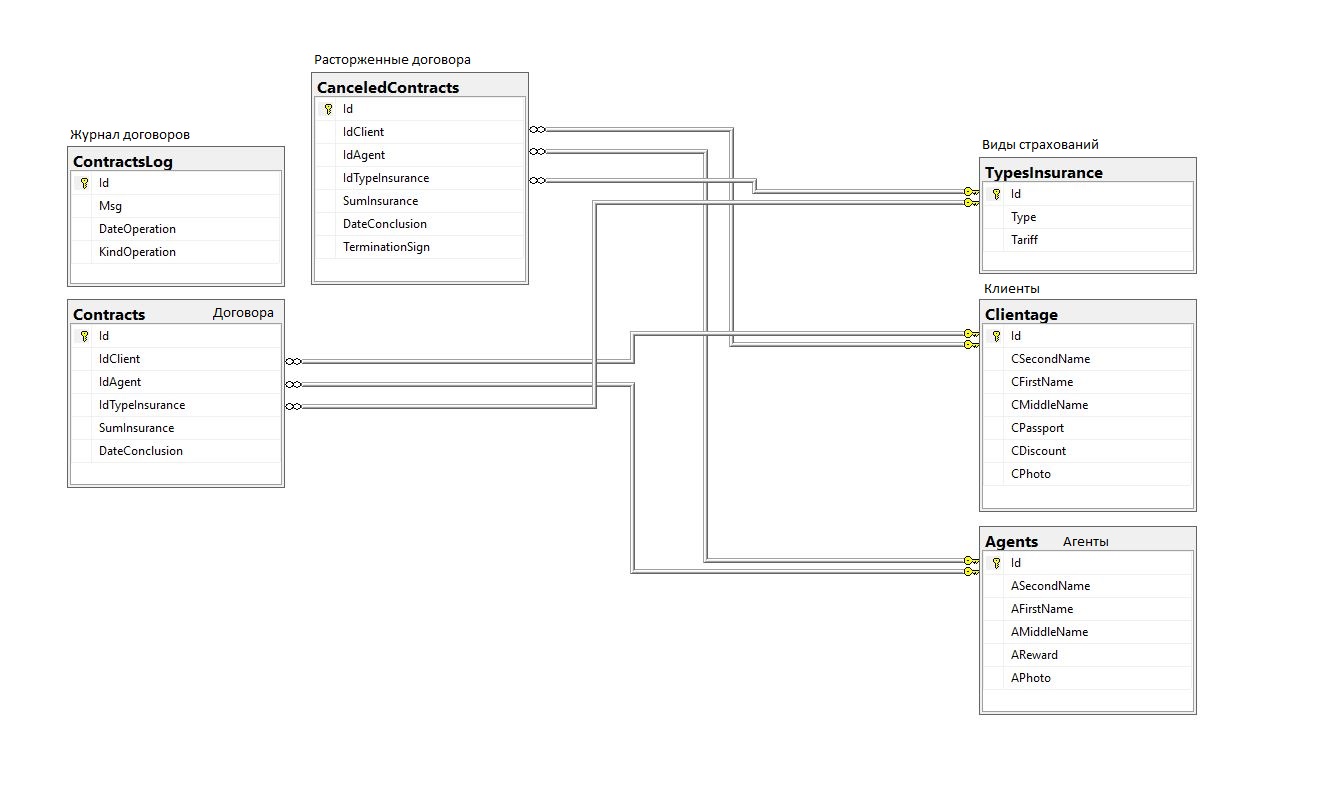 Расторженные договора
CanceledContracts
Id
IdClient
IdAgent
IdTypeInsurance
SumInsurance
DateConclusion
TerminationSign
Журнал договоров
ContractsLog
Id
Msg
DateOperation
KindOperation
Contracts Договора
Id
IdClient
IdAgent
IdTypeInsurance
SumInsurance
DateConclusion
Виды страхований
TypesInsurance
Id
Type
Tariff
Клиенты
Clientage
Id
CSecondName
CFirstName
CMiddleName
CPassport
CDiscount
CPhoto
Agents Агенты
Id
ASecondName
AFirstName
AMiddleName
AReward
APhoto